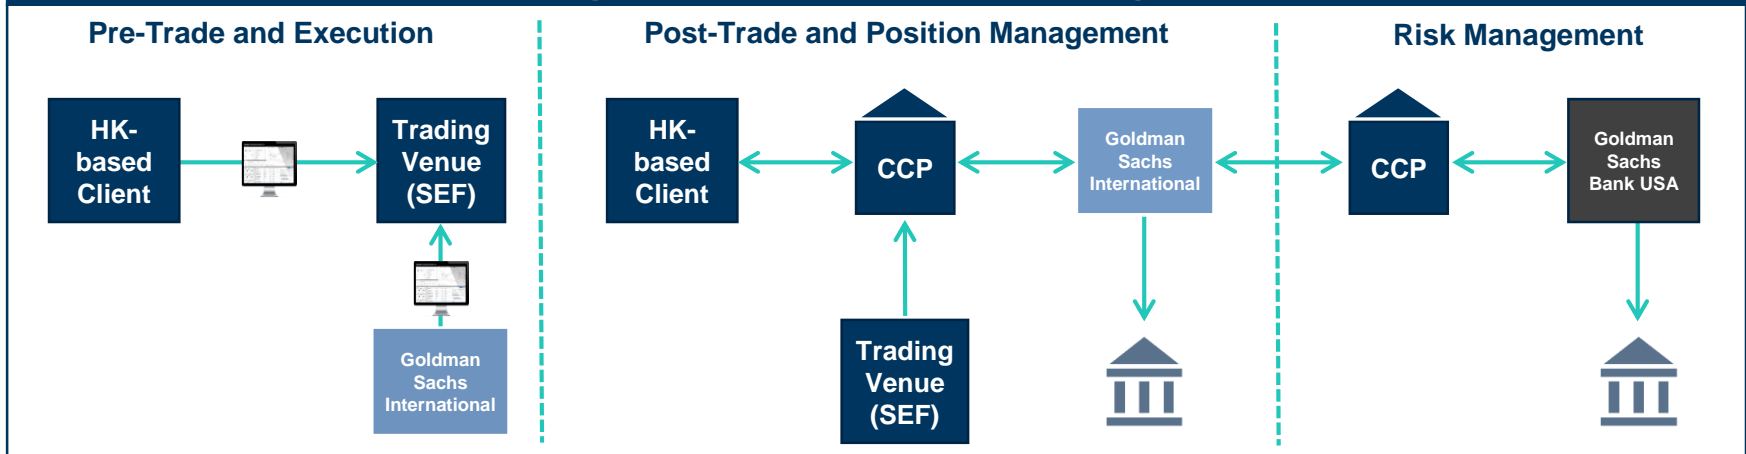 Pre-Trade and Execution
HK-
based
Client
Trading
Venue
(SEF)
Goldman
Sachs
International
Post-Trade and Position Management
HK-
based
Client
CCP
Goldman
Sachs
International
Trading
Venue
(SEF)
Risk Management
CCP
Goldman
Sachs
Bank USA